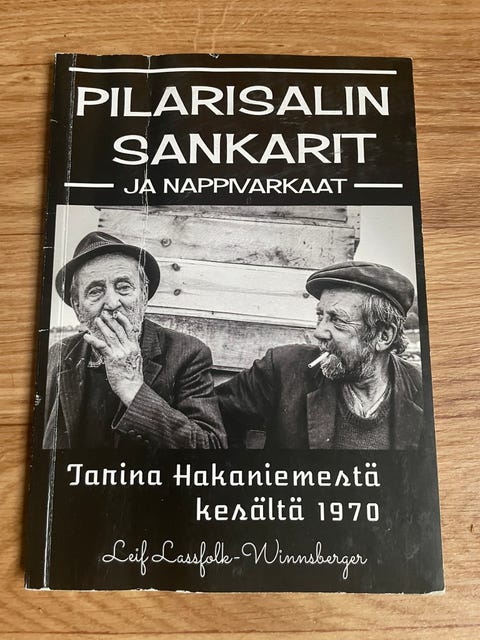 PILARISALIN
SANKARIT
JA NAPPIVARKAAT
Tarina Hakaniemestä
kesältä 1970
Leif Lassfolk-Winnsberger